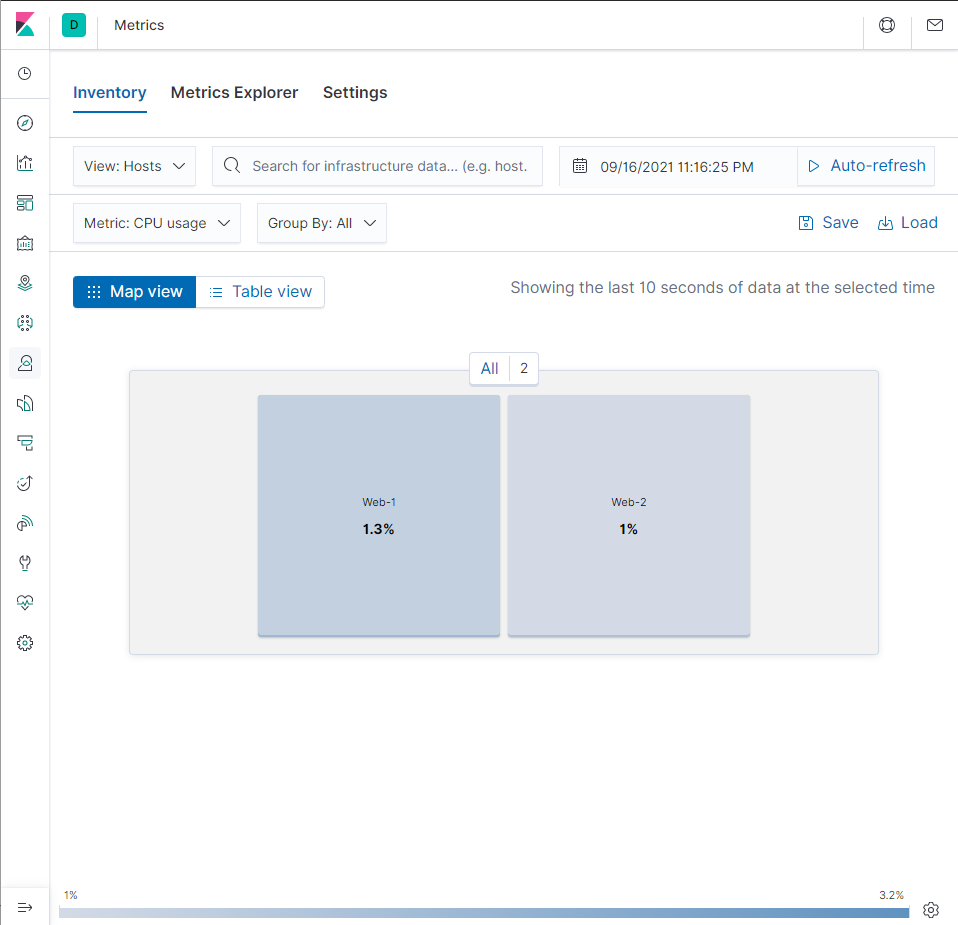 D Metrics
Inventory Metrics Explorer Settings
View: Hosts Search for infrastructure data... (e.g. host. 09/16/2021 11:16:25 PM Auto-refresh
Metric: CPU usage Group By: All Save Load
Map view Table view Showing the last 10 seconds of data at the selected time
All 2
Web-1 Web-2
1.3% 1%
1% 3.2%